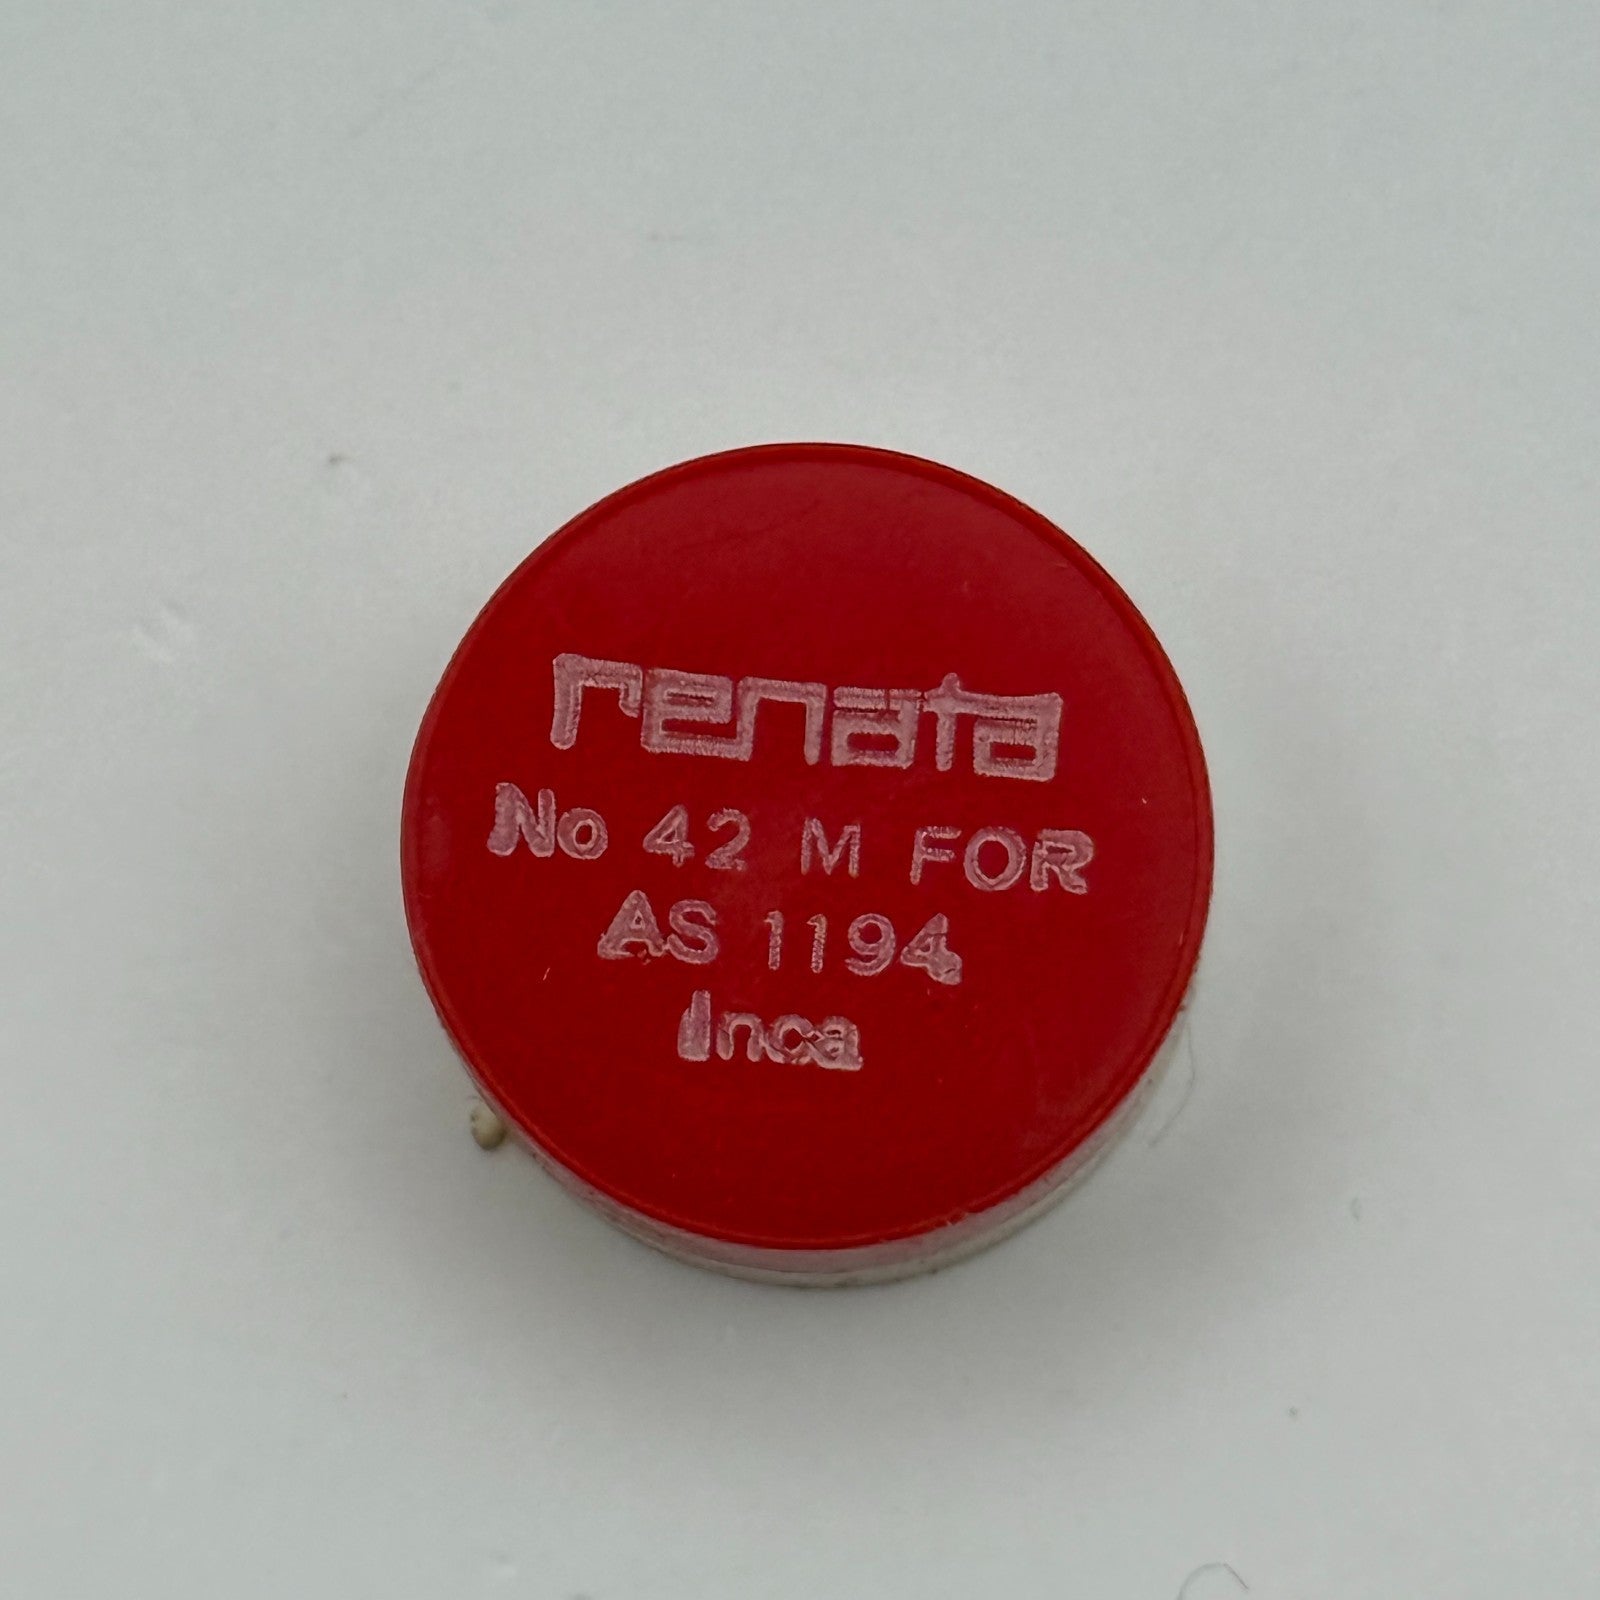 renata
No 42 M FOR
AS 1194
Inca